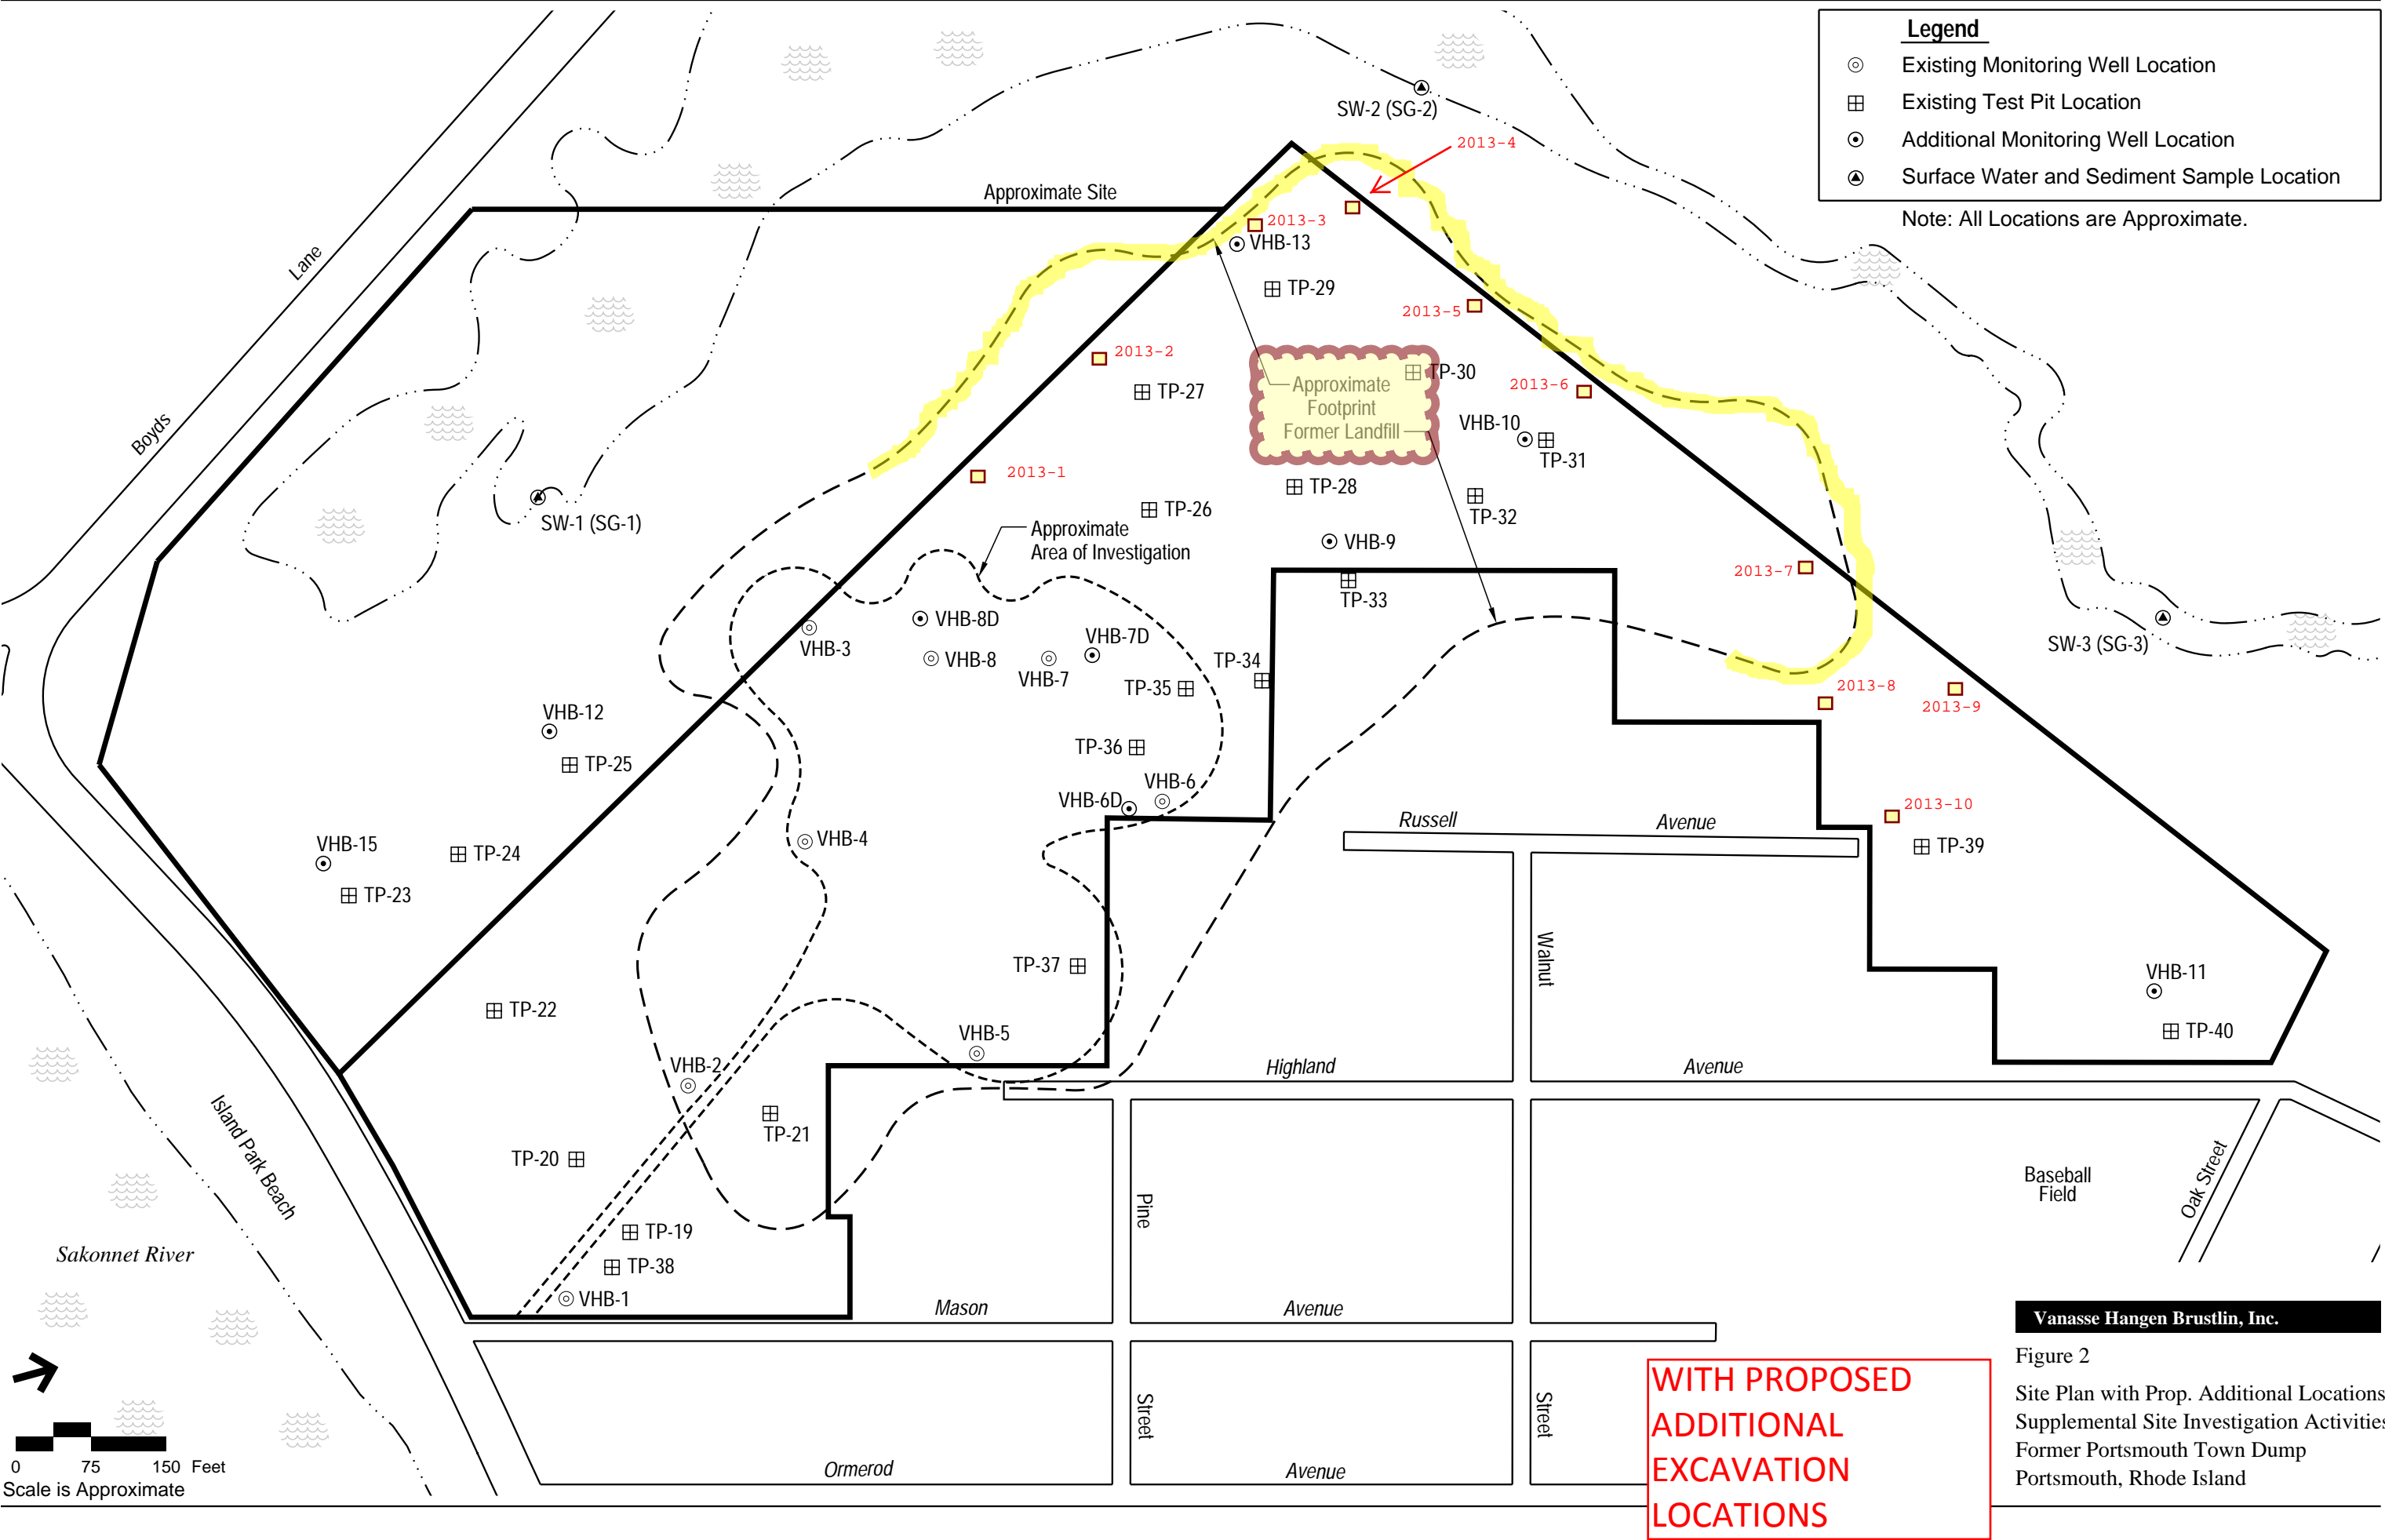 Legend
Existing Monitoring Well Location
Existing Test Pit Location
Additional Monitoring Well Location
Surface Water and Sediment Sample Location
Note: All Locations are Approximate.
SW-2 (SG-2)
2013-4
Approximate Site
2013-3
VHB-13
Lane
TP-29
2013-5
2013-2
TP-30
2013-6
TP-27
Approximate
Footprint
Former Landfill
VHB-10
TP-31
Boyds
2013-1
TP-28
TP-26
TP-32
SW-1 (SG-1)
Approximate
Area of Investigation
VHB-9
2013-7
TP-33
VHB-8D
VHB-3
VHB-7D
SW-3 (SG-3)
VHB-8
VHB-7
TP-34
TP-35
2013-8
2013-9
VHB-12
TP-36
TP-25
VHB-6
VHB-6D
2013-10
Russell
Avenue
VHB-4
VHB-15
TP-24
TP-39
TP-23
Walnut
TP-37
VHB-11
TP-22
VHB-5
TP-40
VHB-2
Highland
Avenue
Island Park Beach
TP-21
TP-20
Baseball
Field
Oak Street
Pine
TP-19
Sakonnet River
TP-38
VHB-1
Mason
Avenue
Vanasse Hangen Brustlin, Inc.
Figure 2
Site Plan with Prop. Additional Locations
Supplemental Site Investigation Activities
Former Portsmouth Town Dump
Portsmouth, Rhode Island
WITH PROPOSED
ADDITIONAL
EXCAVATION
LOCATIONS
Street
Street
Ormerod
Avenue
0 75 150 Feet
Scale is Approximate